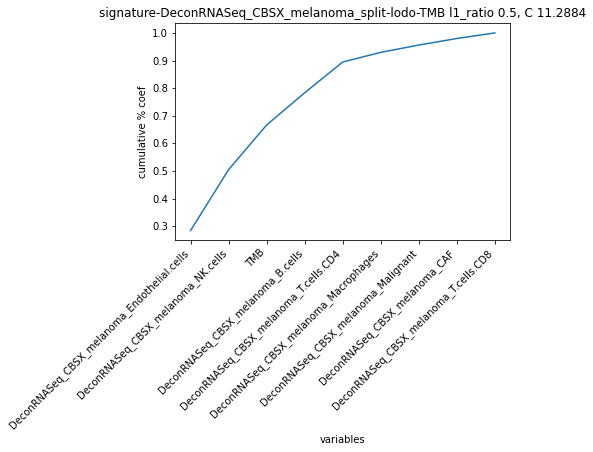 signature-DeconRNASeq_CBSX_melanoma_split-lodo-TMB l1_ratio 0.5, C 11.2884
cumulative % coef
1.0
0.9
0.8
0.7
0.6
0.5
0.4
0.3
DeconRNASeq_CBSX_melanoma_Endothelial.cells
DeconRNASeq_CBSX_melanoma_NK.cells
TMB
DeconRNASeq_CBSX_melanoma_B.cells
DeconRNASeq_CBSX_melanoma_T.cells.CD4
DeconRNASeq_CBSX_melanoma_Macrophages
DeconRNASeq_CBSX_melanoma_Malignant
DeconRNASeq_CBSX_melanoma_CAF
DeconRNASeq_CBSX_melanoma_T.cells.CD8
variables